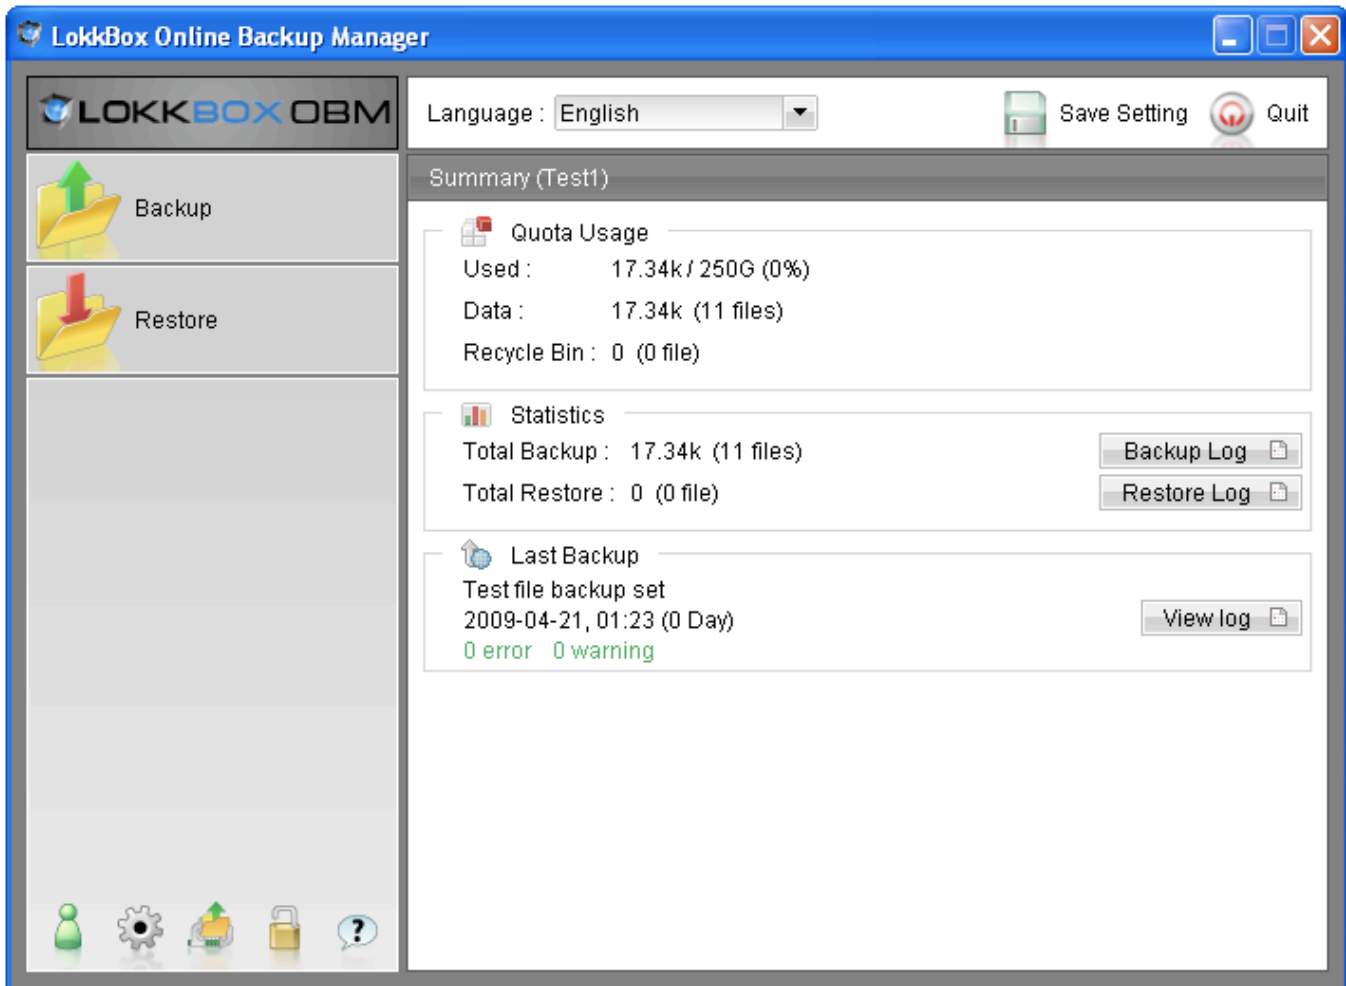 LokkBox Online Backup Manager
LOKKBOX OBM
Language : English
Save Setting
Quit
Backup
Restore
Summary (Test1)
Quota Usage
Used : 17.34k / 250G (0%)
Data : 17.34k (11 files)
Recycle Bin : 0 (0 file)
Statistics
Total Backup : 17.34k (11 files)
Backup Log
Total Restore : 0 (0 file)
Restore Log
Last Backup
Test file backup set
2009-04-21, 01:23 (0 Day)
View log
0 error 0 warning
?